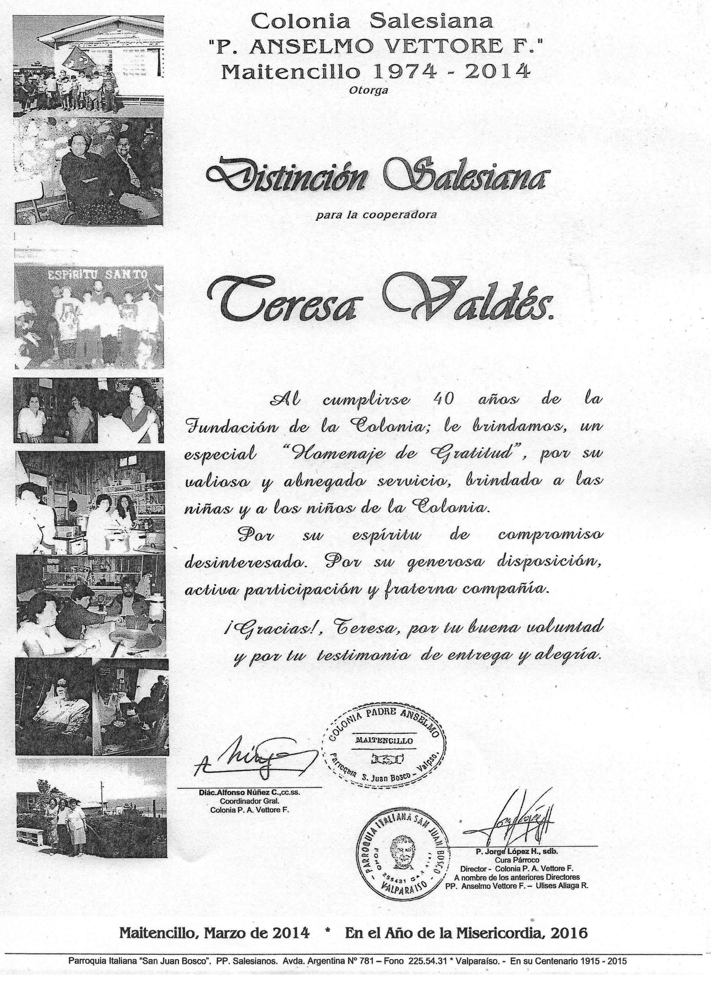 Colonia Salesiana
"P. ANSELMO VETTORE F."
Maitencillo 1974 - 2014
Otorga
Distinción Salesiana
para la cooperadora
ESPIRITU SANTO
Teresa Valdés.
Al cumplirse 40 años de la
Fundación de la Colonia; le brindamos, un
especial “Homenaje de Gratitud”, por su
valioso y abnegado servicio, brindado a las
niñas y a los niños de la Colonia.
Por su espíritu de compromiso
desinteresado. Por su generosa disposición,
activa participación y fraterna compañía.
¡Gracias!, Teresa, por tu buena voluntad
y por tu testimonio de entrega y alegría.
COLONIA PADRE ANSELMO
MAITENCILLO
Parroquia S. Juan Bosco - Valpso.
A Núñez
Diác.Alfonso Núñez C.,cc.ss.
Coordinador Gral.
Colonia P. A. Vettore F.
- PARROQUIA ITALIANA SAN JUAN BOSCO -
FONO 255431
VALPARAISO
Jorge López H
P. Jorge López H., sdb.
Cura Párroco
Director - Colonia P. A. Vettore F.
A nombre de los anteriores Directores
PP. Anselmo Vettore F. – Ulises Aliaga R.
Maitencillo, Marzo de 2014 * En el Año de la Misericordia, 2016
Parroquia Italiana “San Juan Bosco”. PP. Salesianos. Avda. Argentina Nº 781 – Fono 225.54.31 * Valparaíso. - En su Centenario 1915 - 2015